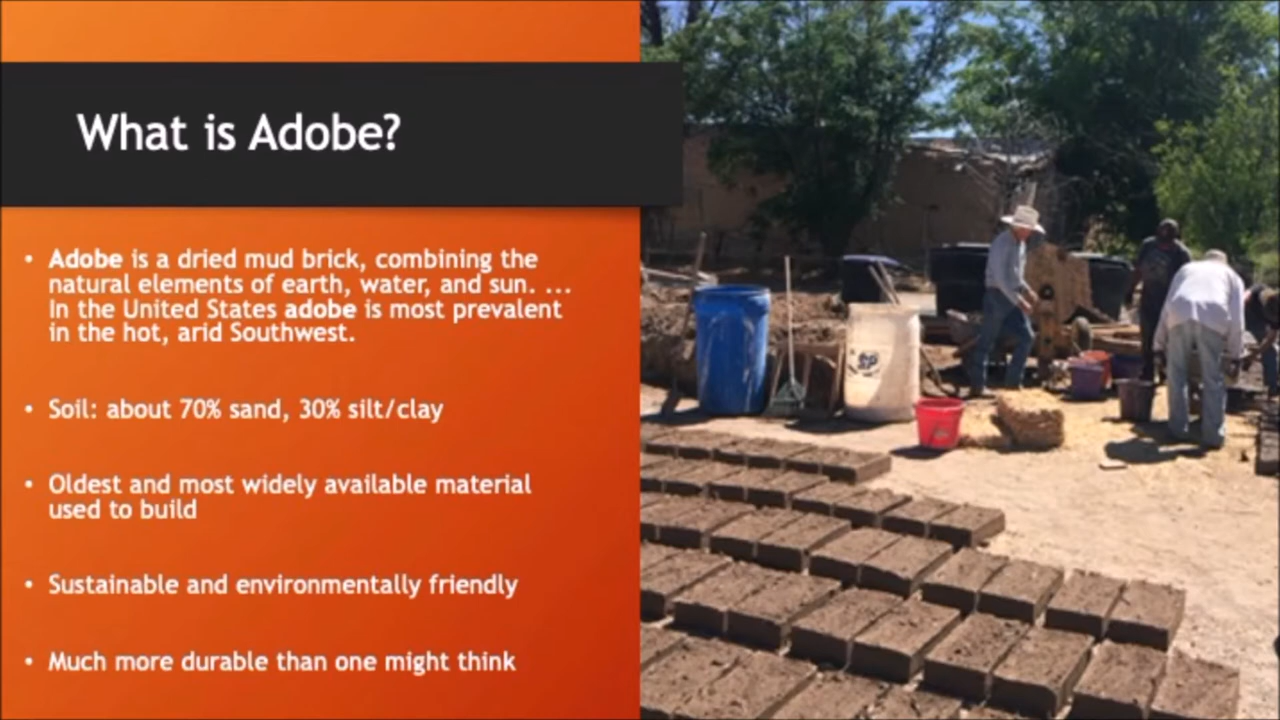 What is Adobe?
• Adobe is a dried mud brick, combining the
natural elements of earth, water, and sun. ...
In the United States adobe is most prevalent
in the hot, arid Southwest.
• Soil: about 70% sand, 30% silt/clay
• Oldest and most widely available material
used to build
• Sustainable and environmentally friendly
• Much more durable than one might think